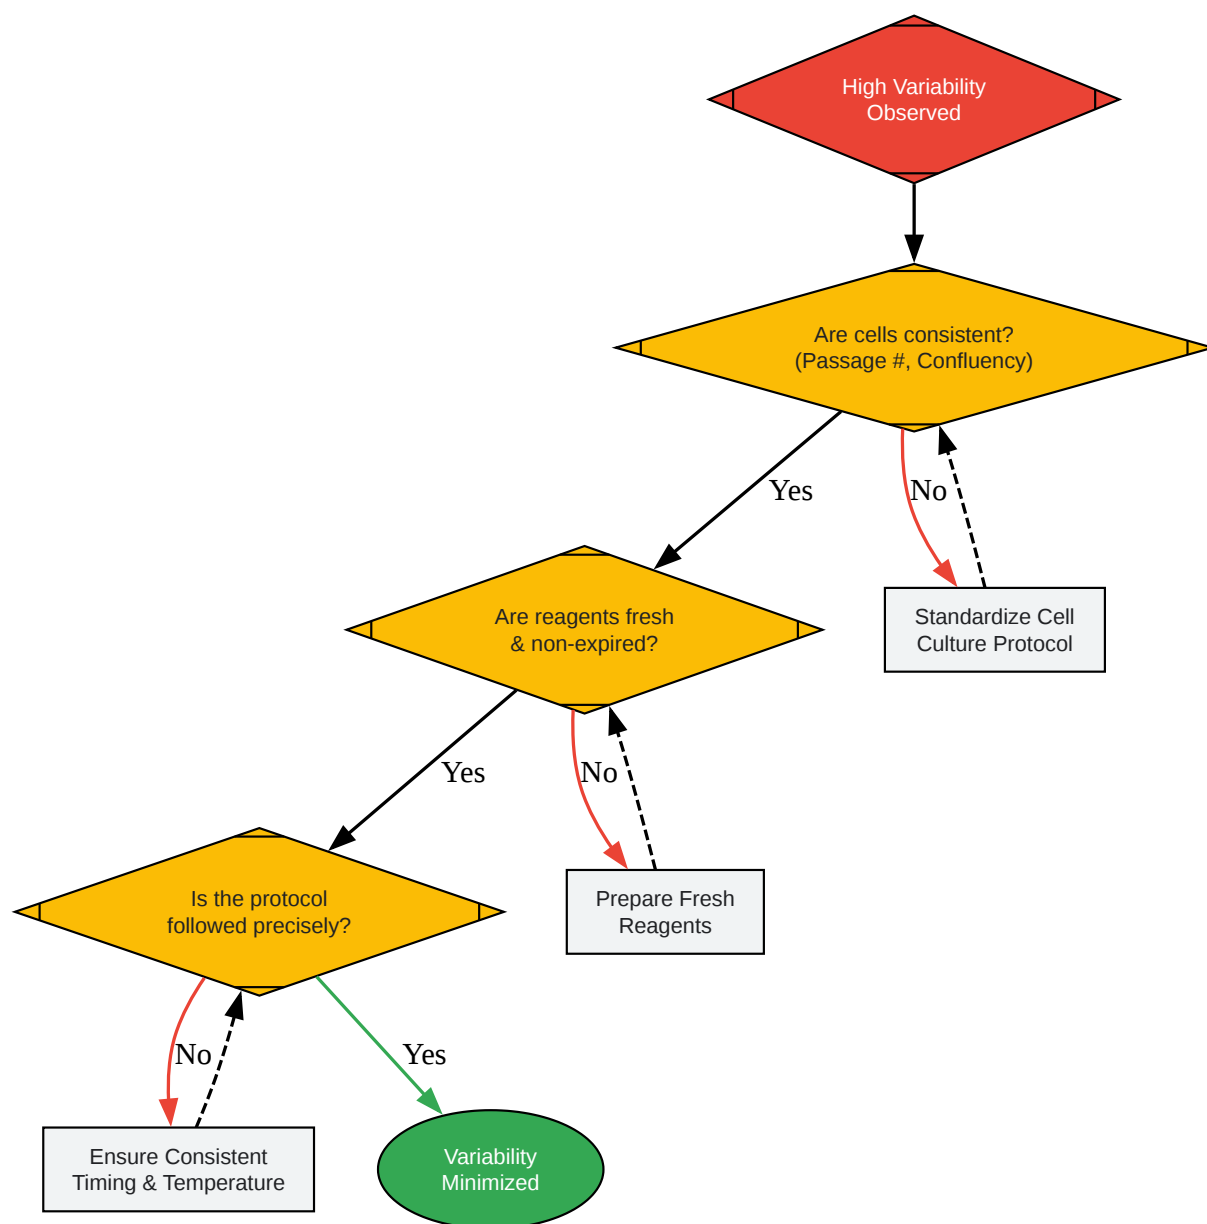 High Variability
Observed
Are cells consistent?
(Passage #, Confluency)
Yes
No
Standardize Cell
Culture Protocol
Are reagents fresh
& non-expired?
Yes
No
Prepare Fresh
Reagents
Is the protocol
followed precisely?
No
Yes
Ensure Consistent
Timing & Temperature
Variability
Minimized